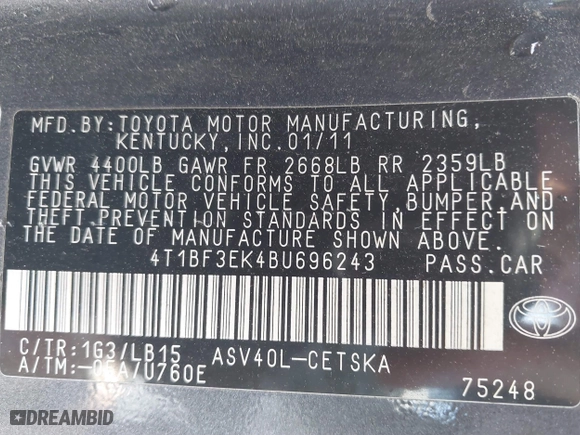 MFD.BY:TOYOTA MOTOR MANUFACTURING,
KENTUCKY,INC.01/11
GVWR 4400LB GAWR FR 2668LB RR 2359LB
THIS VEHICLE CONFORMS TO ALL APPLICABLE
FEDERAL MOTOR VEHICLE SAFETY,BUMPER,AND
THEFT PREVENTION STANDARDS IN EFFECT ON
THE DATE OF MANUFACTURE SHOWN ABOVE.
4T1BF3EK4BU696243 PASS.CAR
C/TR:1G3/LB15 ASV40L-CETSKA
A/TM:-05A/U760E
75248
DREAMBID